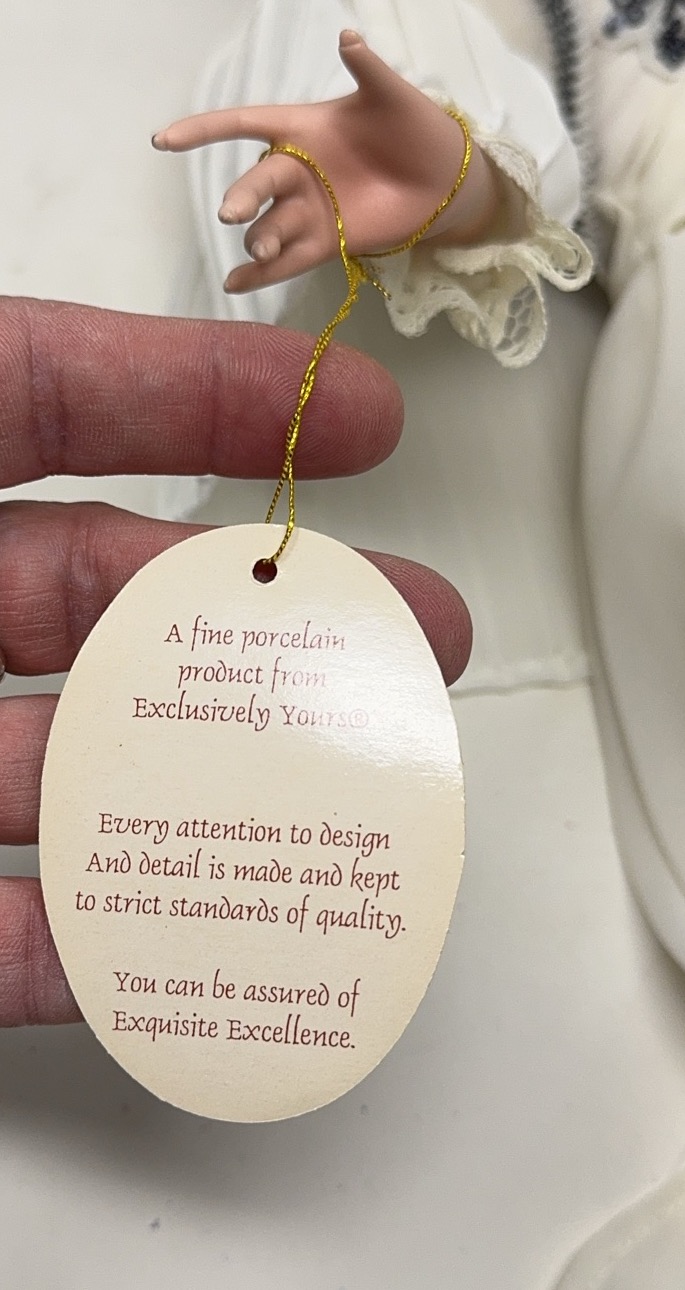 A fine porcelain
product from
Exclusively Yours®
Every attention to design
And detail is made and kept
to strict standards of quality.
You can be assured of
Exquisite Excellence.